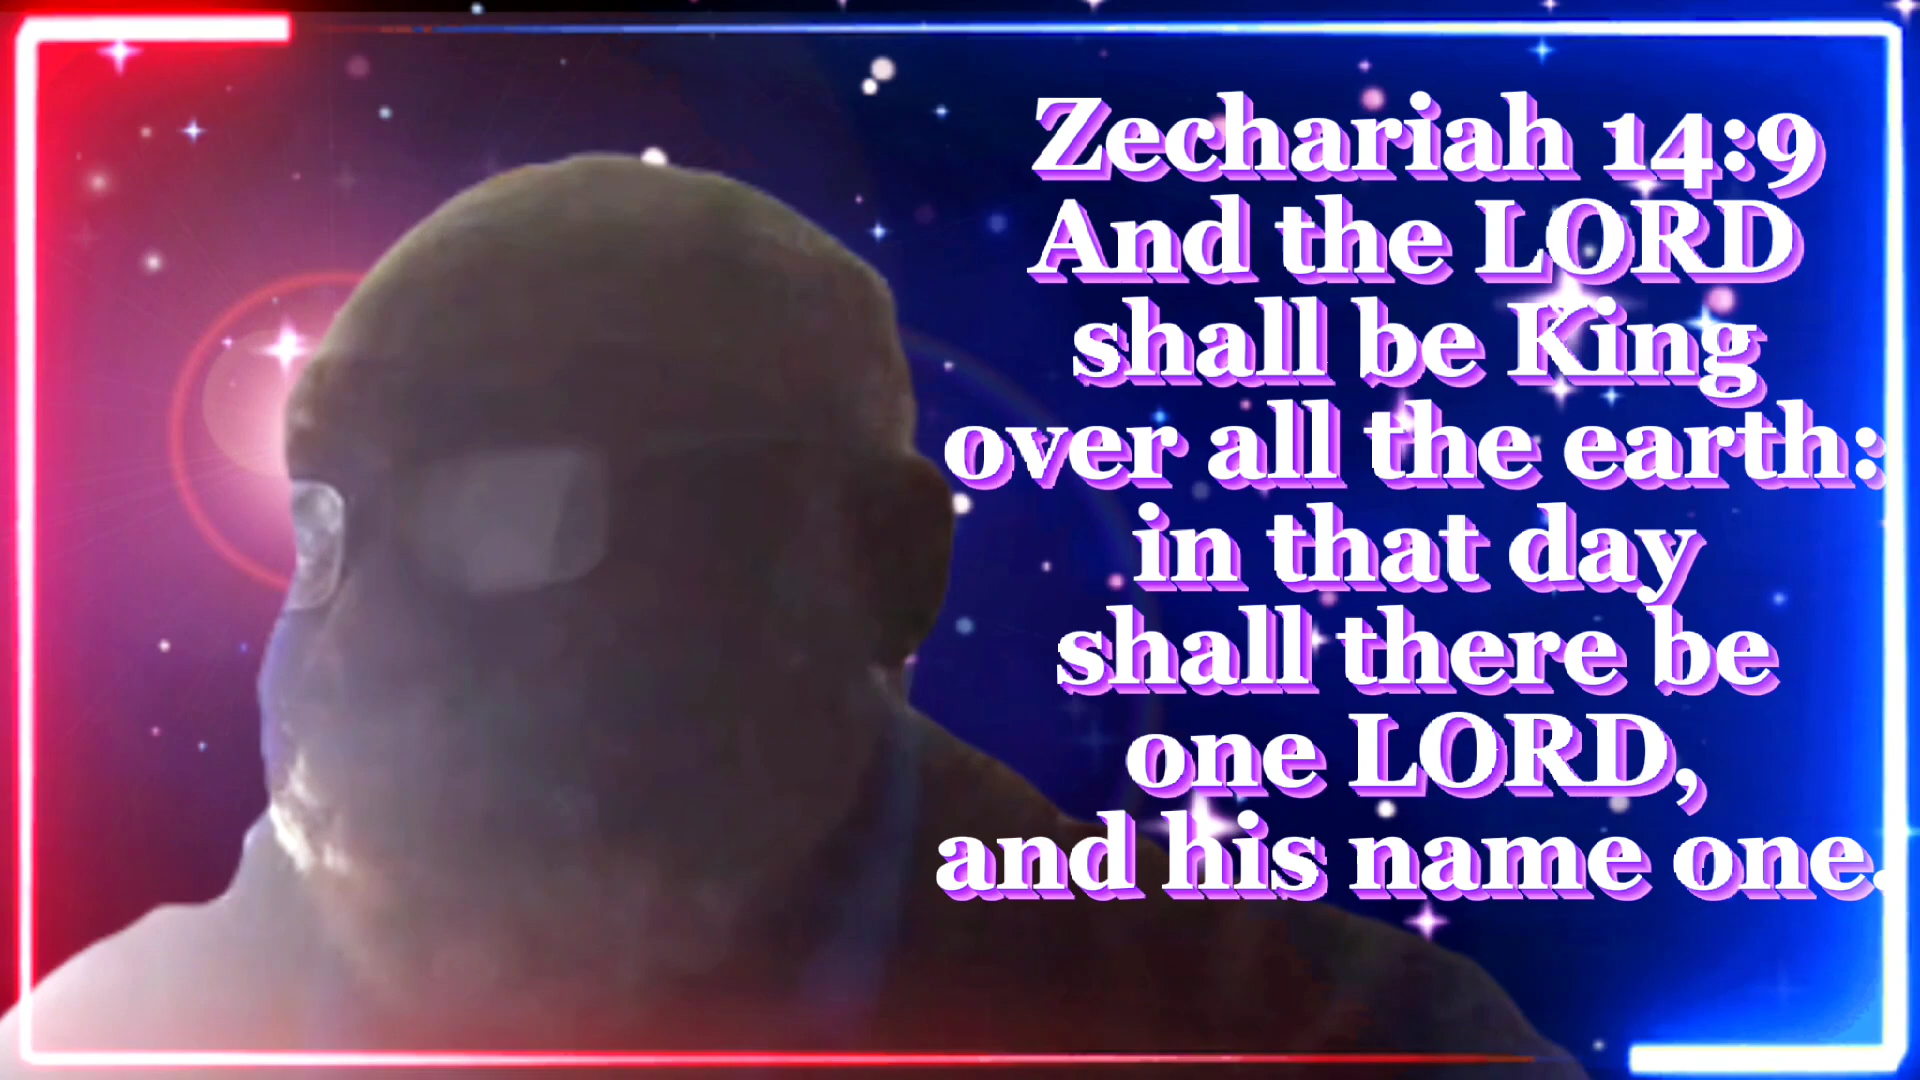 Zechariah 14:9
And the LORD
shall be King
over all the earth:
in that day
shall there be
one LORD,
and his name one.